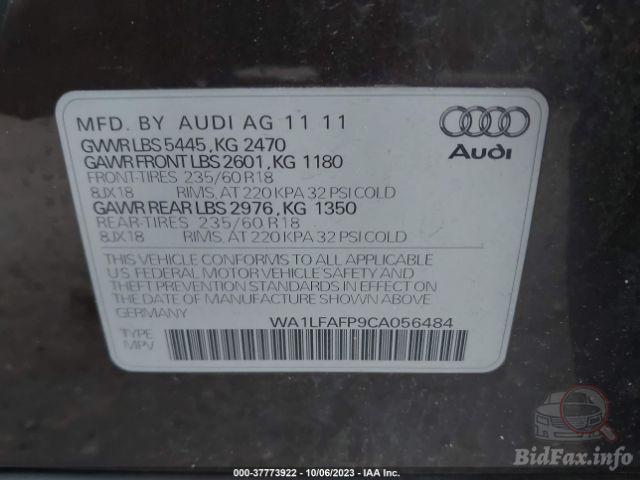 MFD. BY AUDI AG 11 11
GVWR LBS 5445, KG 2470
GAWR FRONT LBS 2601, KG 1180
FRONT-TIRES 235/60 R18
8JX18 RIMS, AT 220 KPA 32 PSI COLD
GAWR REAR LBS 2976, KG 1350
REAR-TIRES 235/60 R18
8JX18 RIMS, AT 220 KPA 32 PSI COLD
Audi
THIS VEHICLE CONFORMS TO ALL APPLICABLE
U.S. FEDERAL MOTOR VEHICLE SAFETY AND
THEFT PREVENTION STANDARDS IN EFFECT ON
THE DATE OF MANUFACTURE SHOWN ABOVE.
WA1LFAFP9CA056484
TYPE
MPV
BidFax.info
000-37773922 - 10/06/2023 - IAA Inc.